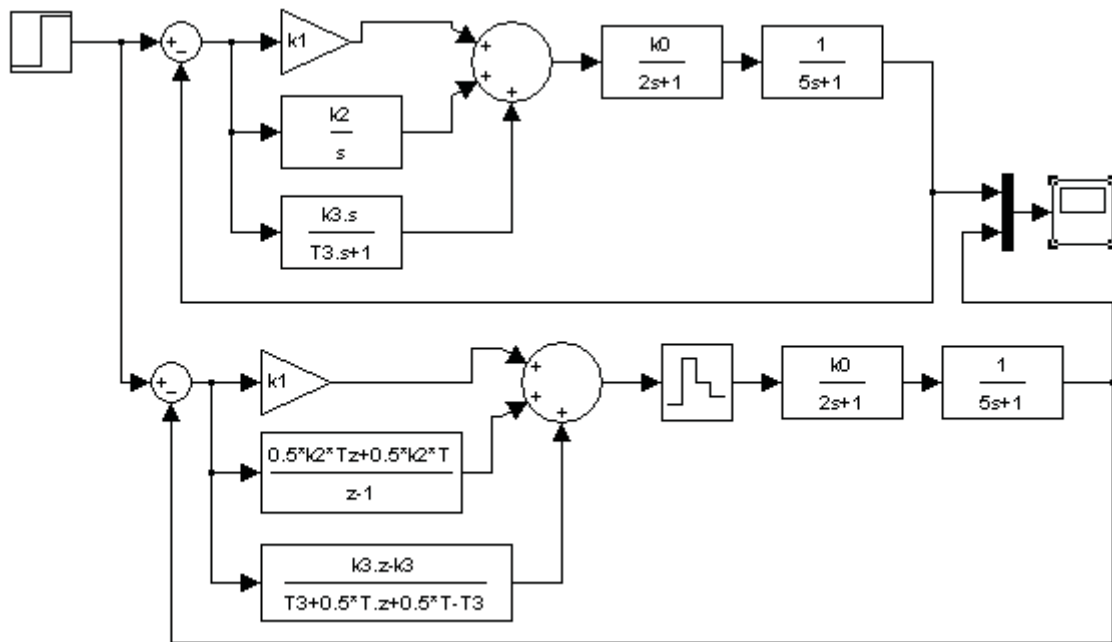 +
−
k1
+
+
+
k0
2s+1
1
5s+1
k2
s
k3.s
T3.s+1
+
−
k1
+
+
+
k0
2s+1
1
5s+1
0.5*k2*Tz+0.5*k2*T
z-1
k3.z-k3
T3+0.5*T.z+0.5*T-T3